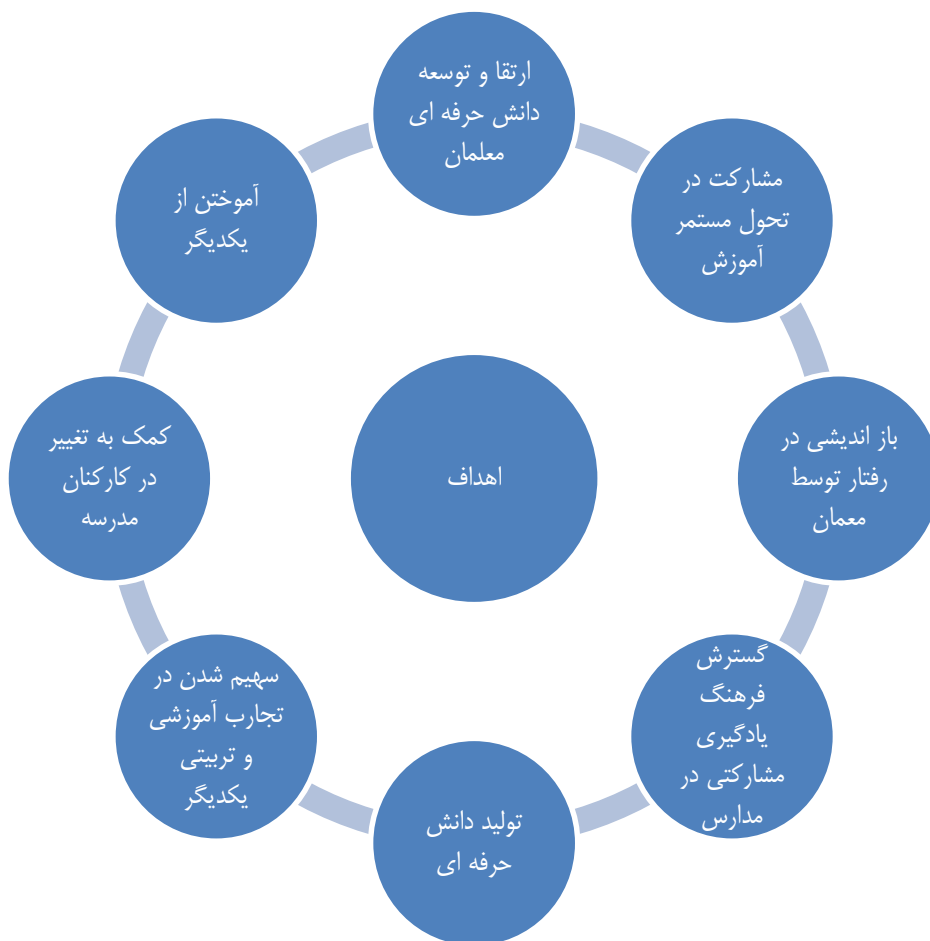 ارتقا و توسعه
دانش حرفه ای
معلمان
مشارکت در
تحول مستمر
آموزش
باز اندیشی در
رفتار توسط
معمان
گسترش
فرهنگ
یادگیری
مشارکتی در
مدارس
تولید دانش
حرفه ای
سهیم شدن در
تجارب آموزشی
و تربیتی
یکدیگر
کمک به تغییر
در کارکنان
مدرسه
آموختن از
یکدیگر
اهداف